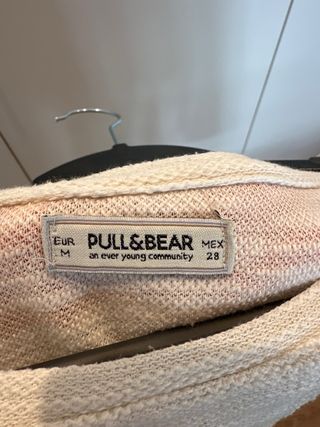 EUR
M
PULL&BEAR
an ever young community
MEX
28